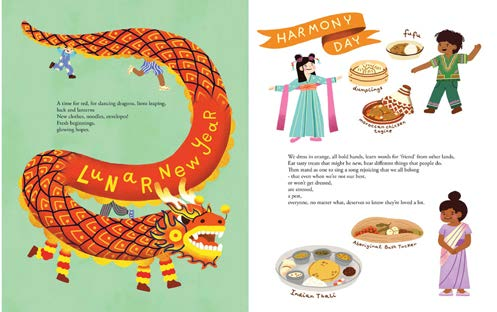 A time for red, for dancing dragons, lions leaping,
luck and lanterns
New clothes, noodles, envelopes!
Fresh beginnings,
glowing hopes.
LUNAR NEW YEAR
HARMONY
DAY
fufu
dumplings
moroccan chicken
tagine
We dress in orange, all hold hands, learn words for 'friend' from other lands,
Eat tasty treats that might be new, hear different things that people do.
Then stand as one to sing a song rejoicing that we all belong
- that even when we're not our best,
or won't get dressed,
are stressed,
a pest,
everyone, no matter what, deserves to know they're loved a lot.
Aboriginal Bush Tucker
Indian Thali